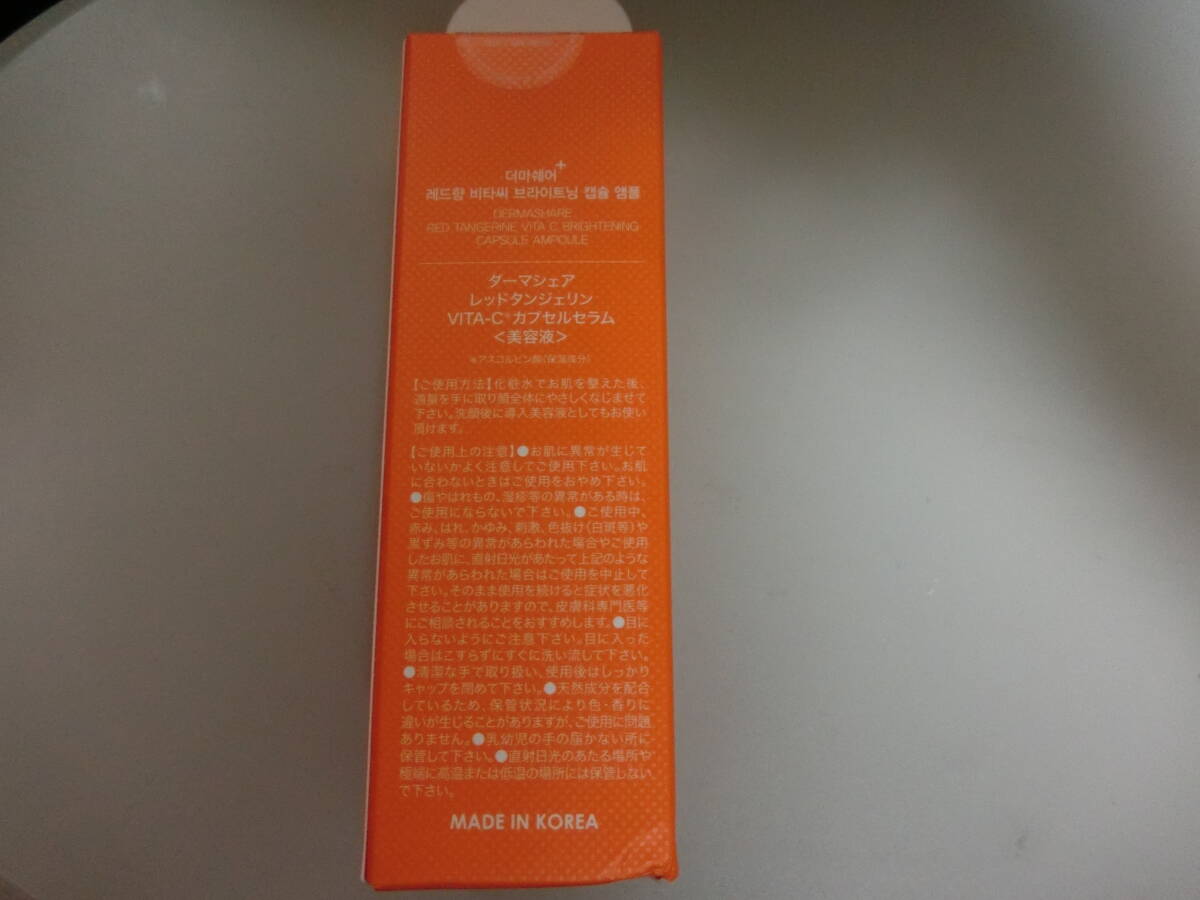 더마쉐어+
레드향 비타씨 브라이트닝 캡슐 앰플
DERMASHARE
RED TANGERINE VITA C BRIGHTENING
CAPSULE AMPOULE
ダーマシェア
レッドタンジェリン
VITA-C*カプセルセラム
<美容液>
*アスコルビン酸(保湿成分)
【ご使用方法】化粧水でお肌を整えた後、
適量を手に取り顔全体にやさしくなじませて
下さい。洗顔後に導入美容液としてもお使い
頂けます。
【ご使用上の注意】●お肌に異常が生じて
いないかよく注意してご使用下さい。お肌
に合わないときはご使用をおやめ下さい。
●傷やはれもの、湿疹等の異常がある時は、
ご使用にならないで下さい。●ご使用中、
赤み、はれ、かゆみ、刺激、色抜け(白斑等)や
黒ずみ等の異常があらわれた場合やご使用
したお肌に、直射日光があたって上記のような
異常があらわれた場合はご使用を中止して
下さい。そのまま使用を続けると症状を悪化
させることがありますので、皮膚科専門医等
にご相談されることをおすすめします。●目に
入らないようにご注意下さい。目に入った
場合はこすらずにすぐに洗い流して下さい。
●清潔な手で取り扱い、使用後はしっかり
キャップを閉めて下さい。●天然成分を配合
しているため、保管状況により色・香りに
違いが生じることがありますが、ご使用に問題
ありません。●乳幼児の手の届かない所に
保管して下さい。●直射日光のあたる場所や
極端に高温または低温の場所には保管しない
で下さい。
MADE IN KOREA